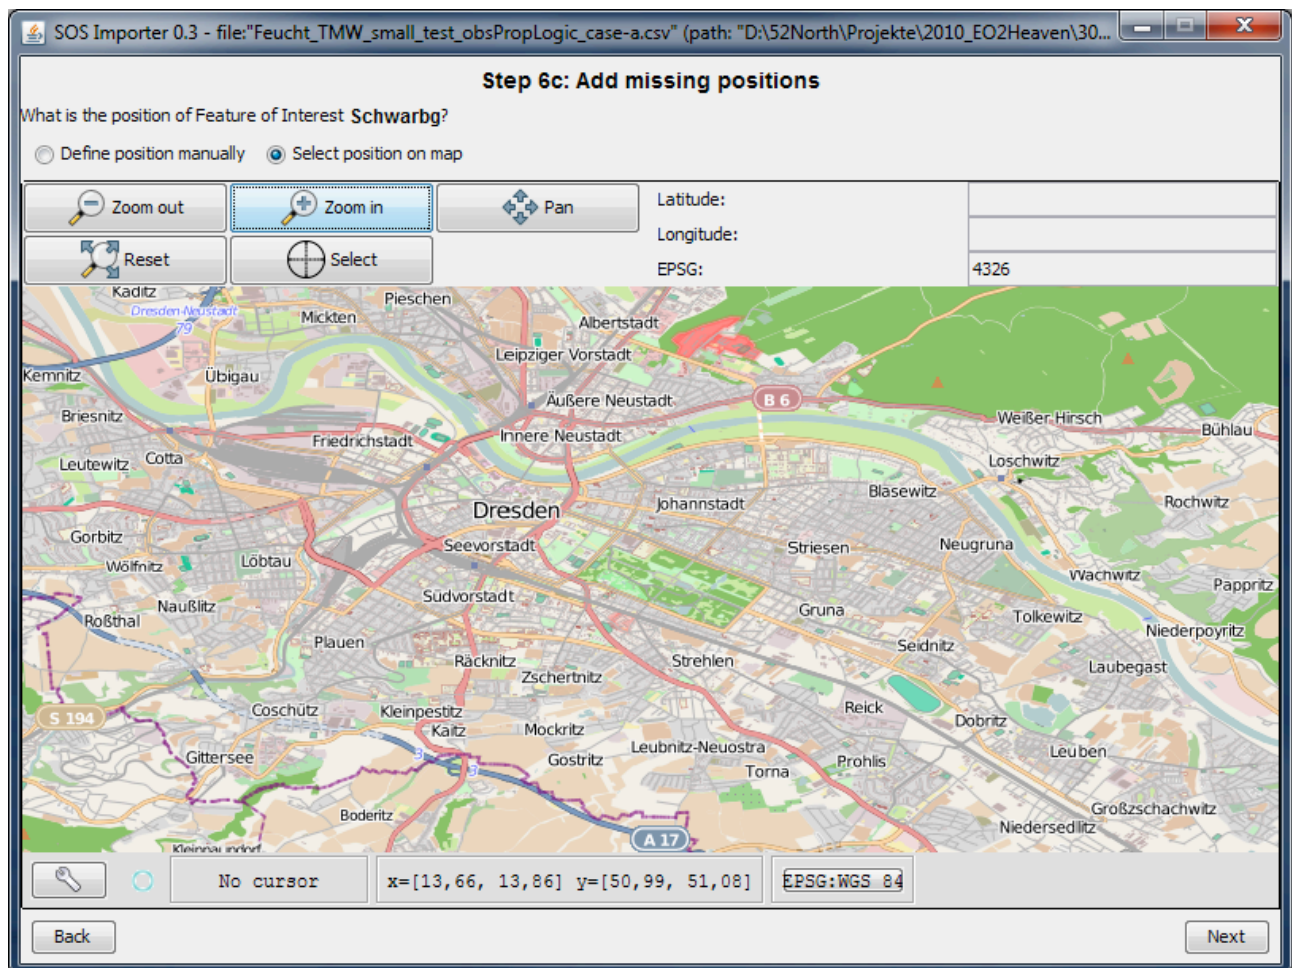 SOS Importer 0.3 - file:"Feucht_TMW_small_test_obsPropLogic_case-a.csv" (path: "D:\52North\Projekte\2010_EO2Heaven\30...
Step 6c: Add missing positions
What is the position of Feature of Interest Schwarbg?
Define position manually Select position on map
Zoom out Zoom in Pan Latitude:
Longitude:
Reset Select EPSG: 4326
Kaditz Pieschen
Dresden-Neustadt
79 Mickten Albertstadt
Leipziger Vorstadt
Kemnitz Übigau
Briesnitz Äußere Neustadt B 6 Weißer Hirsch
Friedrichstadt Innere Neustadt Bühlau
Leutewitz Cotta Loschwitz
Dresden Johannstadt Blasewitz Rochwitz
Gorbitz Seevorstadt Striesen Neugruna
Wölfnitz Löbtau Wachwitz Pappritz
Naußlitz Südvorstadt Gruna Tolkewitz
Roßthal Plauen Seidnitz Niederpoyritz
Räcknitz Strehlen Laubegast
Zschertnitz
S 194 Coschütz Kleinpestitz Reick Dobritz
Kaitz Mockritz
Gittersee Gostritz Leubnitz-Neuostra Prohlis Leuben
Torna
Boderitz Großzschachwitz
A 17 Niedersedlitz
Kleinnaundorf
No cursor x=[13,66, 13,86] y=[50,99, 51,08] EPSG:WGS 84
Back Next